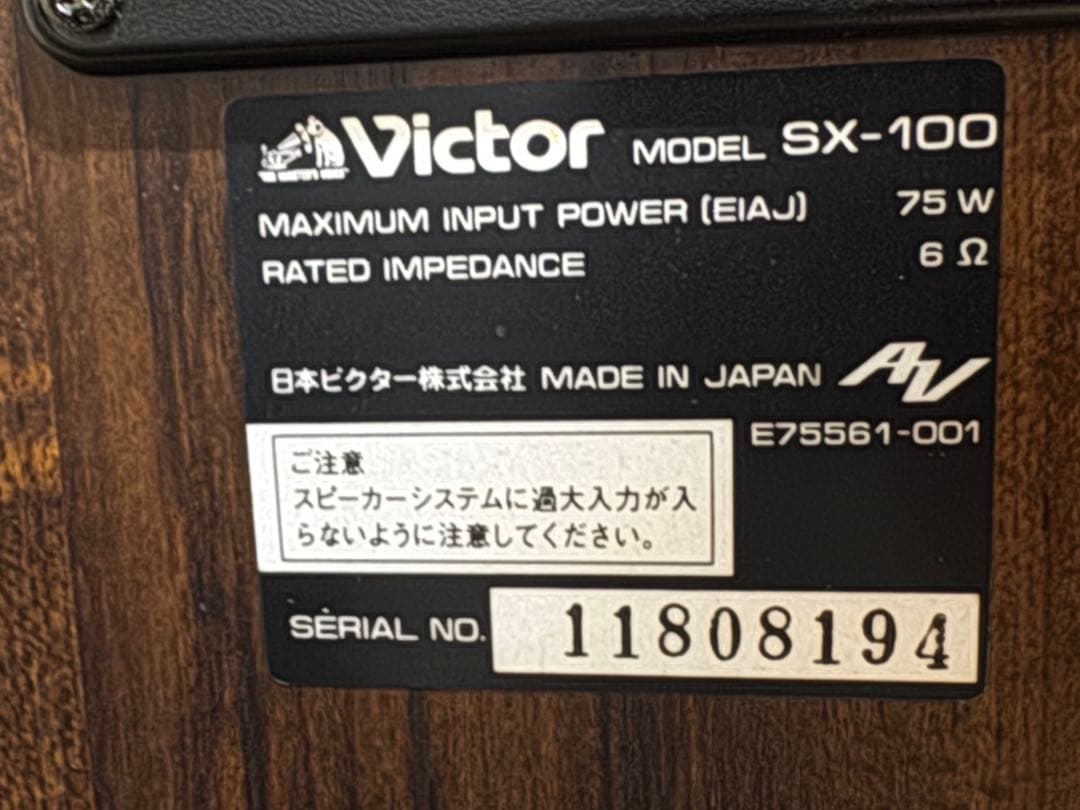 Victor MODEL SX-100
MAXIMUM INPUT POWER (EIAJ) 75 W
RATED IMPEDANCE 6 Ω
日本ビクター株式会社 MADE IN JAPAN AV
E75561-001
ご注意
スピーカーシステムに過大入力が入
らないように注意してください。
SERIAL NO. 11808194